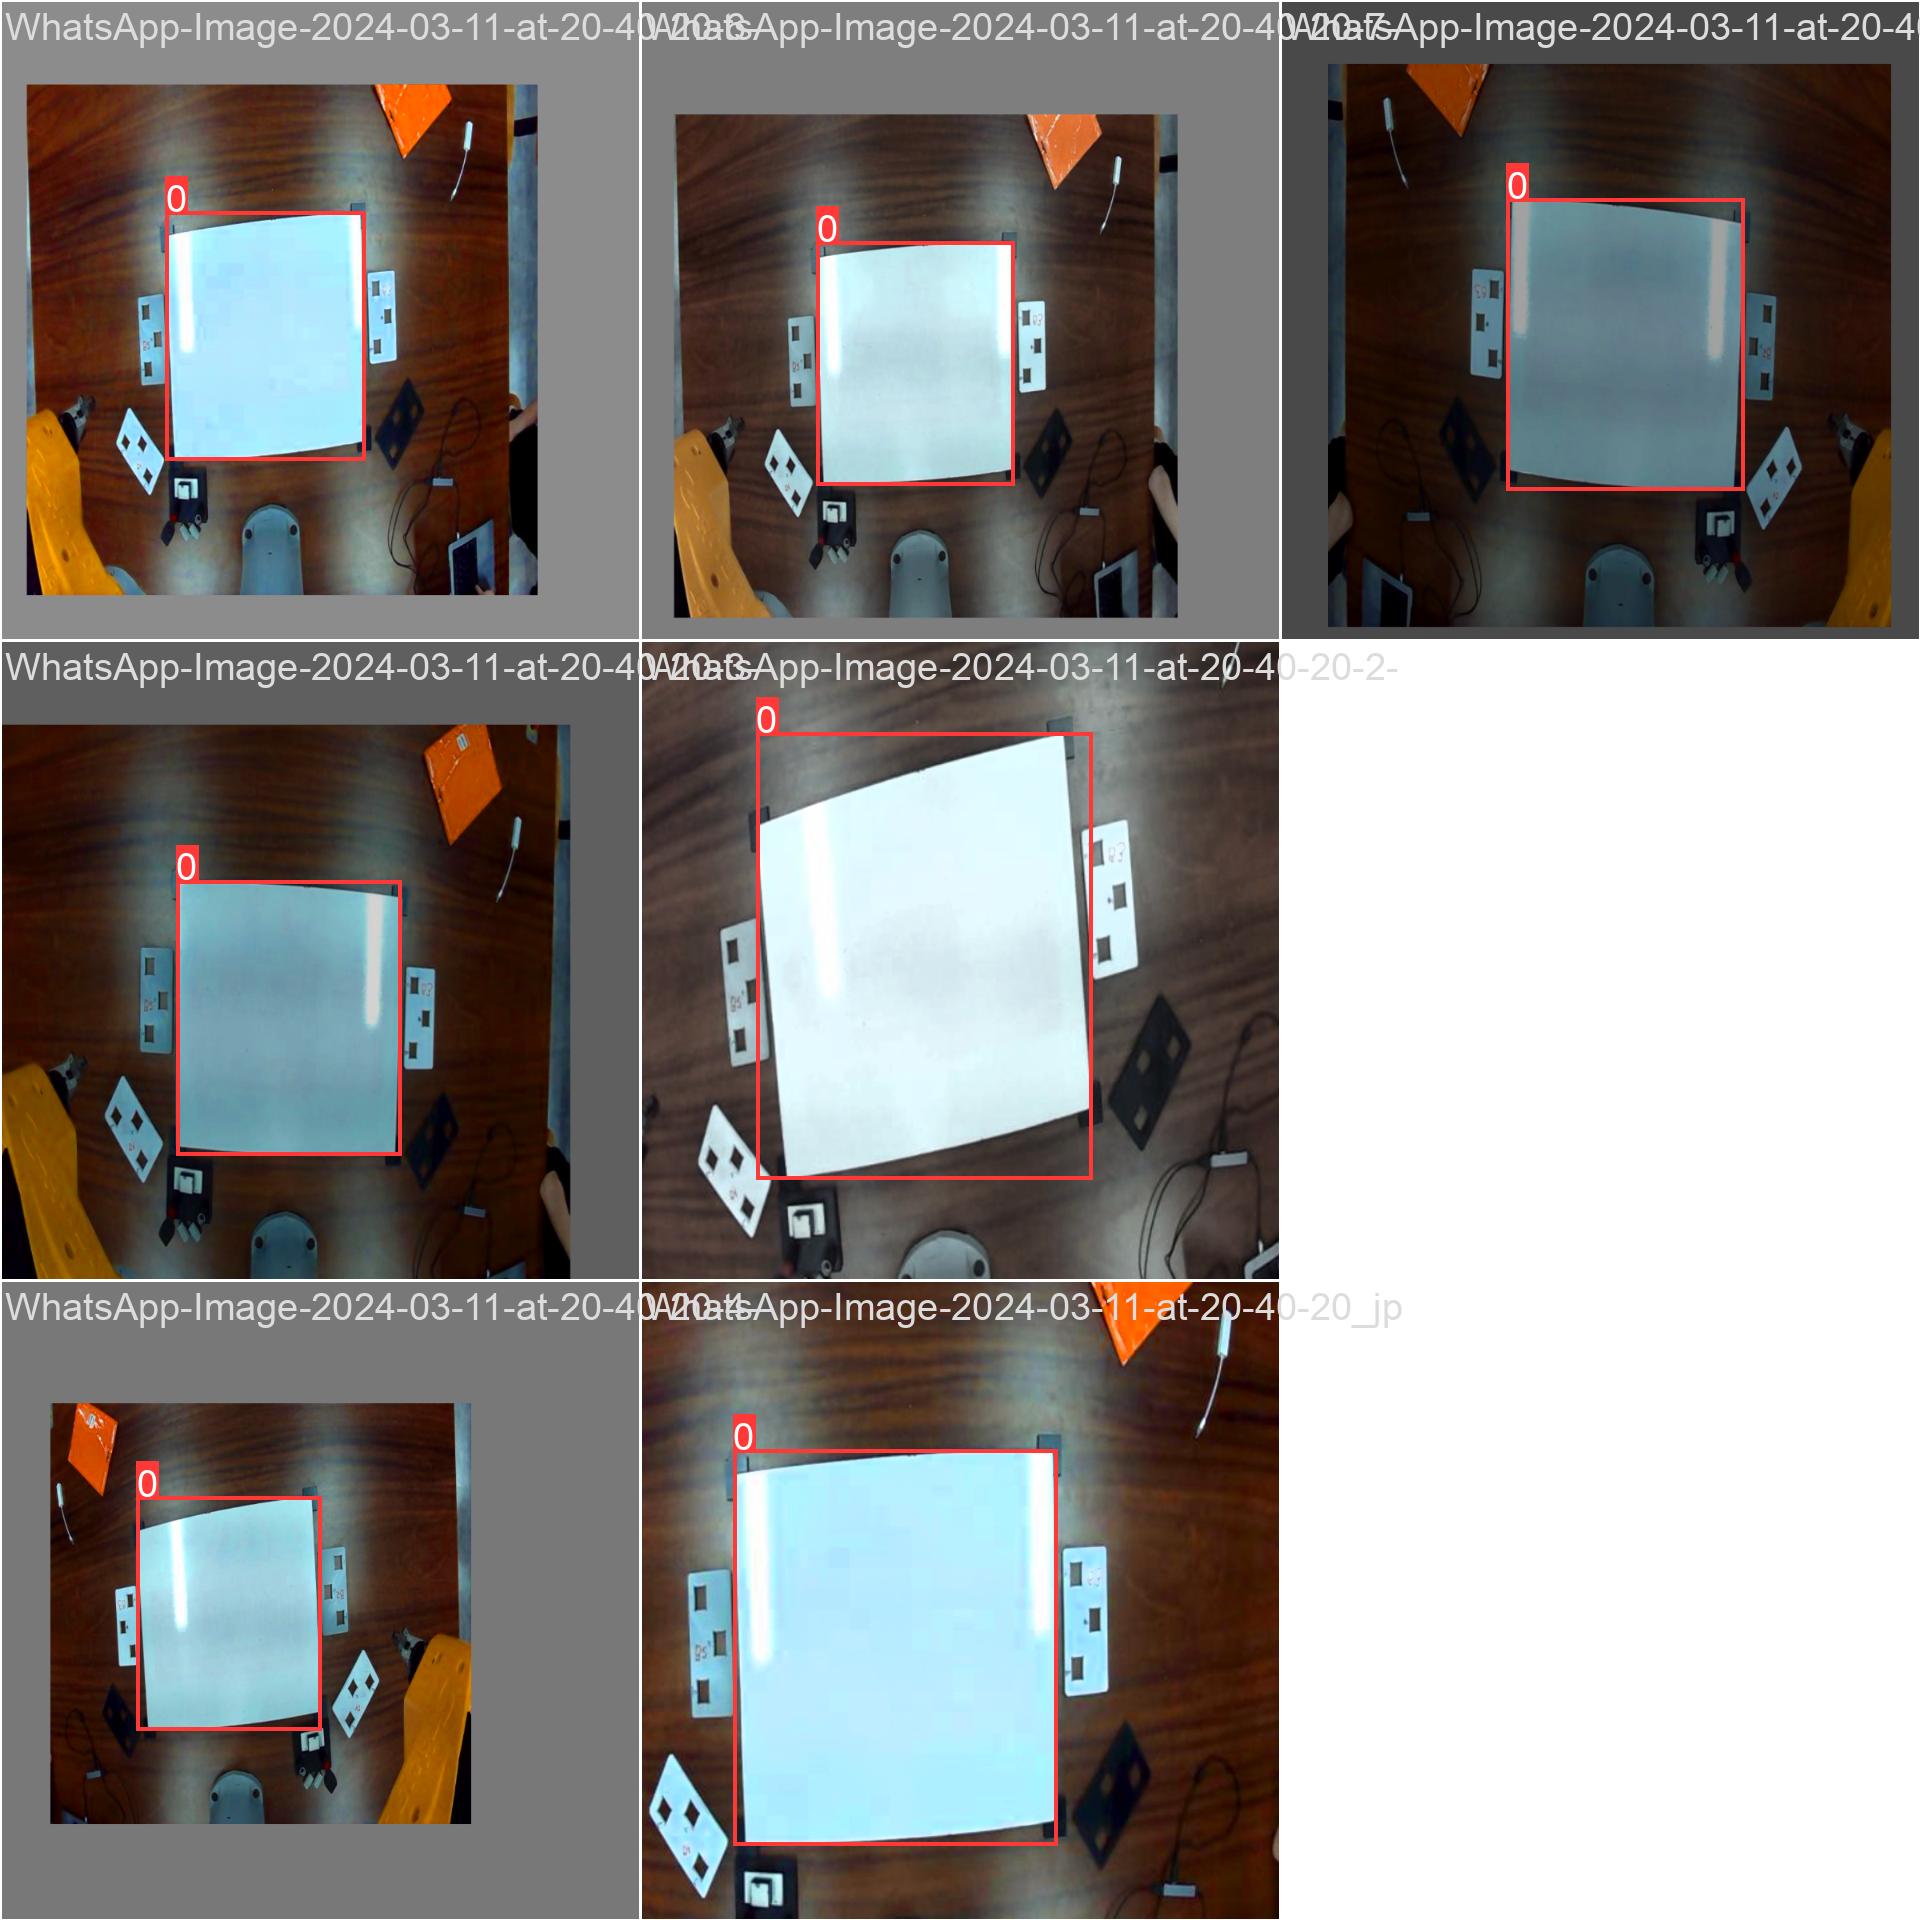 WhatsApp-Image-2024-03-11-at-20-40-20-8-
WhatsApp-Image-2024-03-11-at-20-40-20-7-
WhatsApp-Image-2024-03-11-at-20-40
0
0
0
WhatsApp-Image-2024-03-11-at-20-40-20-3-
WhatsApp-Image-2024-03-11-at-20-40-20-2-
0
0
WhatsApp-Image-2024-03-11-at-20-40-20-4-
WhatsApp-Image-2024-03-11-at-20-40-20_jp
0
0